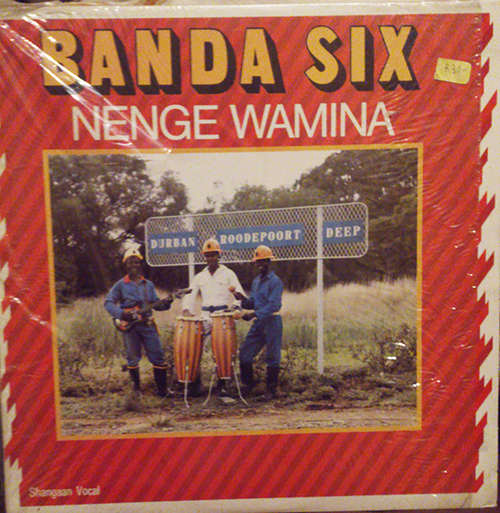 BANDA SIX
NENGE WAMINA
DURBAN ROODEPOORT DEEP
Shangaan Vocal